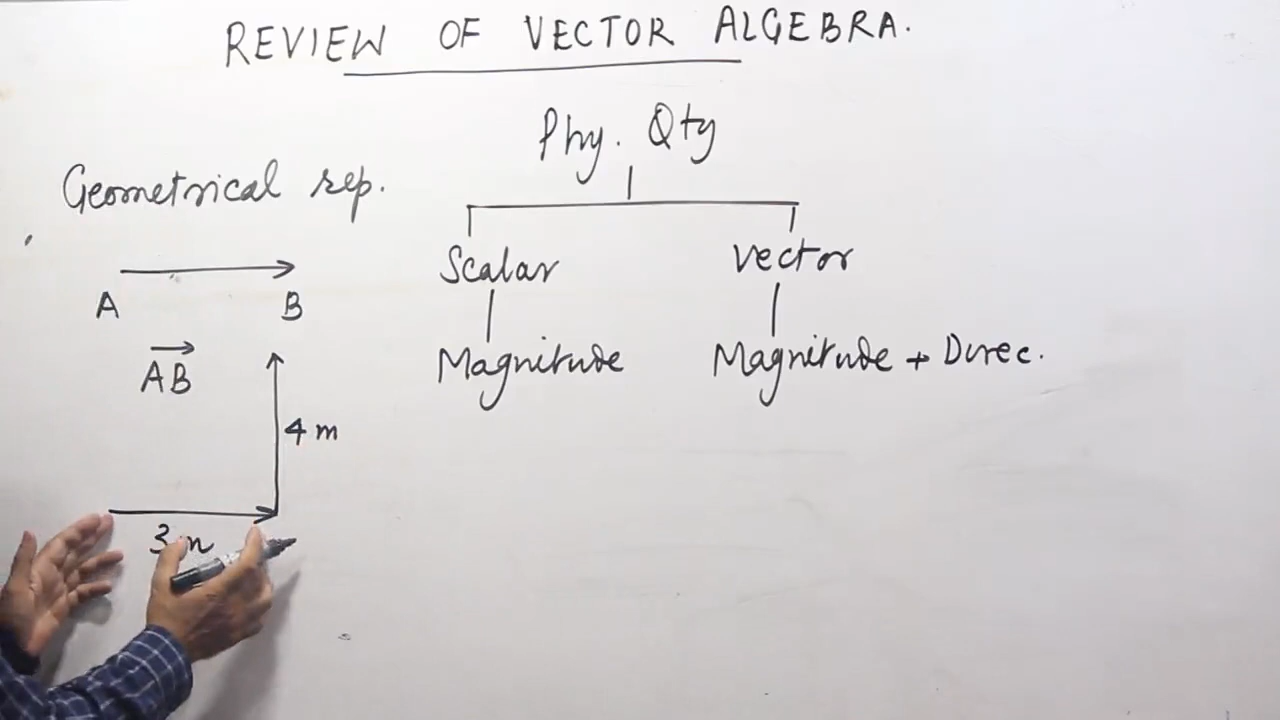 REVIEW OF VECTOR ALGEBRA.
Phy. Qty
Geometrical rep.
Scalar Vector
A B
Magnitude Magnitude + Direc.
AB
4 m
3 m